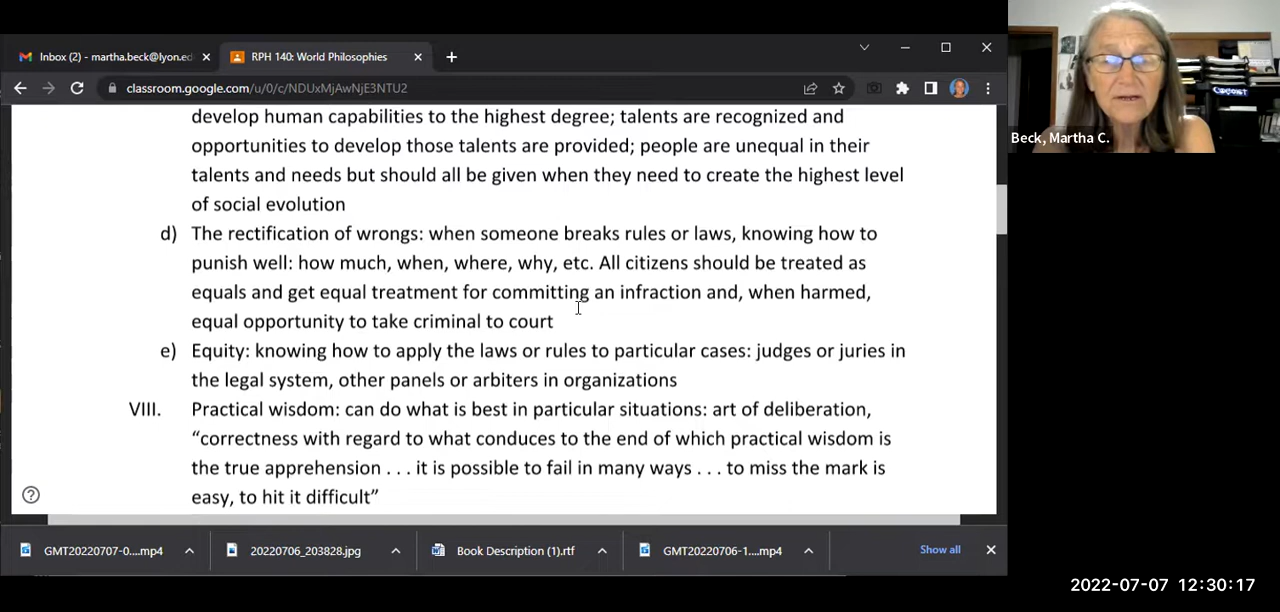 Inbox (2) - martha.beck@lyon.ed
RPH 140: World Philosophies
classroom.google.com/u/0/c/NDUxMjAwNjE3NTU2
Beck, Martha C.
develop human capabilities to the highest degree; talents are recognized and
opportunities to develop those talents are provided; people are unequal in their
talents and needs but should all be given when they need to create the highest level
of social evolution
d) The rectification of wrongs: when someone breaks rules or laws, knowing how to
punish well: how much, when, where, why, etc. All citizens should be treated as
equals and get equal treatment for committing an infraction and, when harmed,
equal opportunity to take criminal to court
e) Equity: knowing how to apply the laws or rules to particular cases: judges or juries in
the legal system, other panels or arbiters in organizations
VIII. Practical wisdom: can do what is best in particular situations: art of deliberation,
“correctness with regard to what conduces to the end of which practical wisdom is
the true apprehension . . . it is possible to fail in many ways . . . to miss the mark is
easy, to hit it difficult”
GMT20220707-0....mp4
20220706_203828.jpg
Book Description (1).rtf
GMT20220706-1....mp4
Show all
2022-07-07 12:30:17